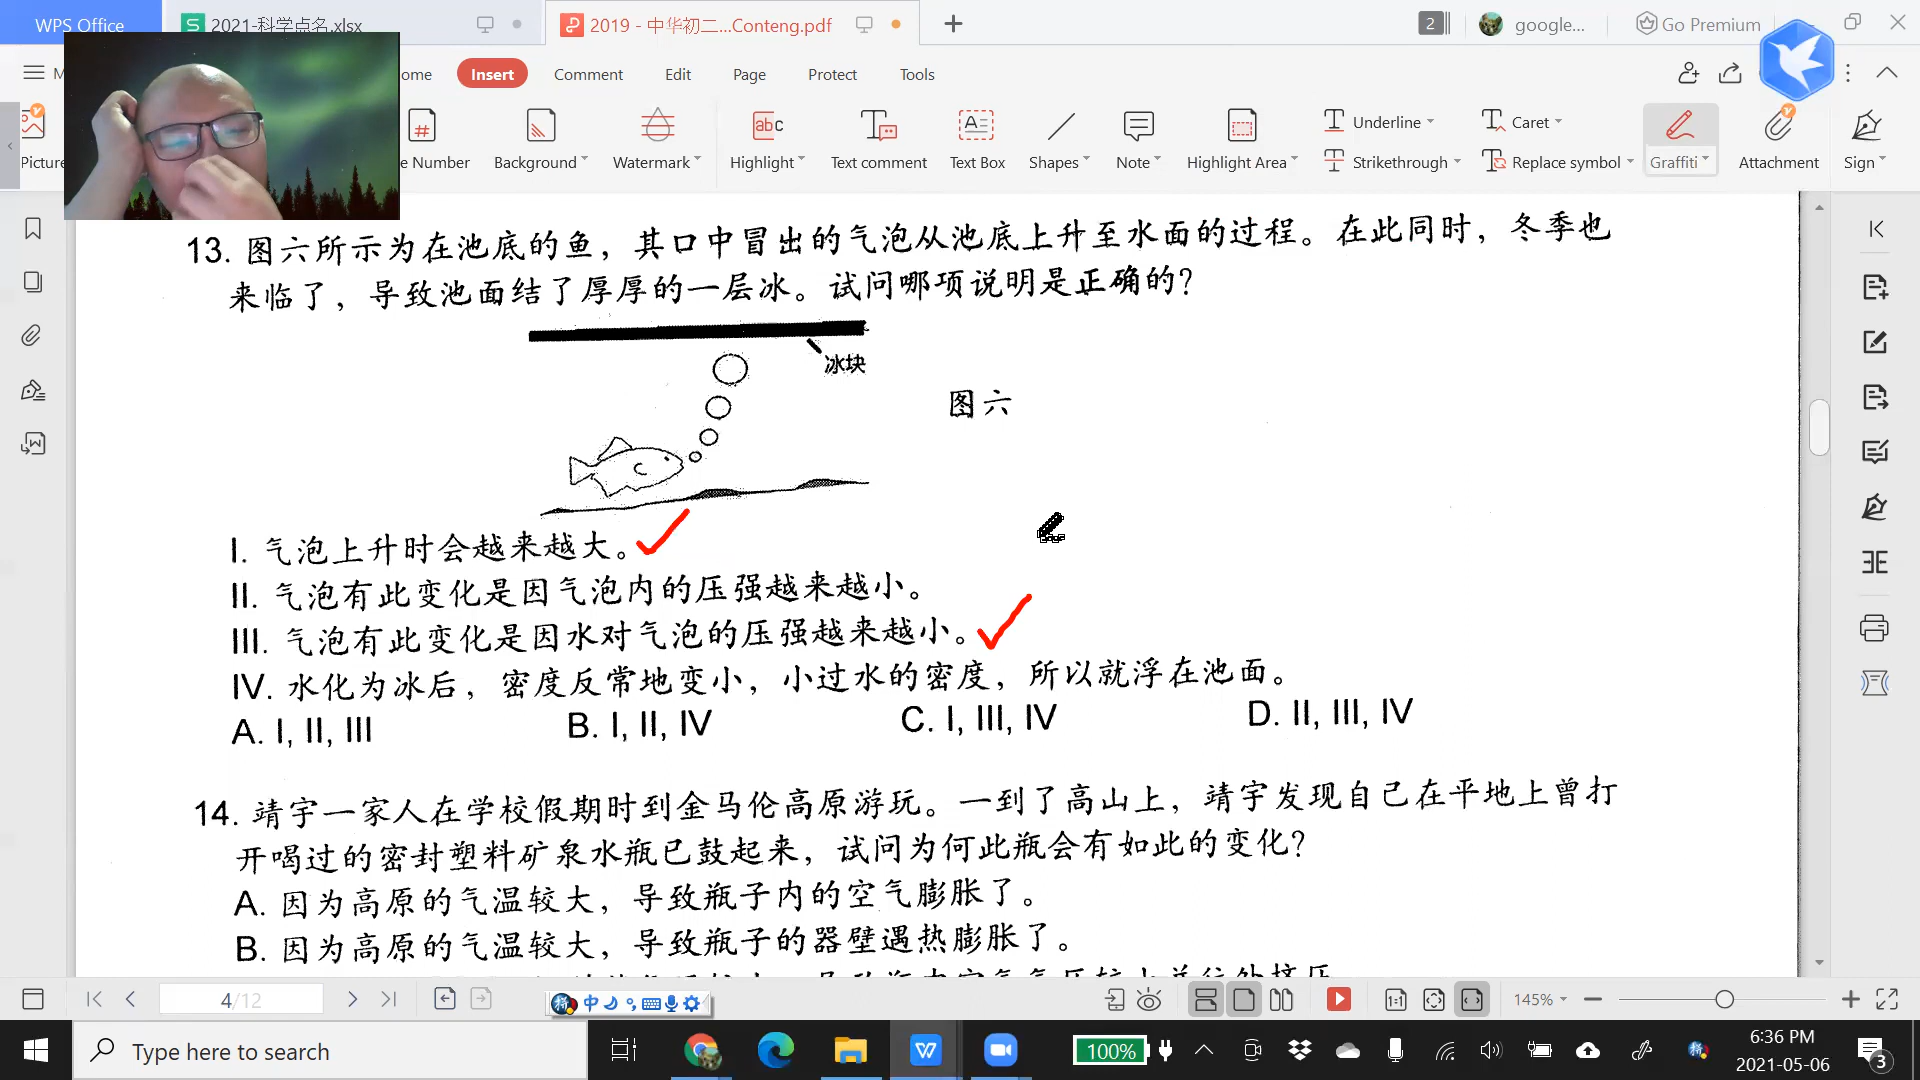 WPS Office
2021-科学点名.xlsx
2019 - 中华初二...Conteng.pdf
2
google...
Go Premium
Insert
Comment
Edit
Page
Protect
Tools
Picture
Background
Watermark
Highlight
Text comment
Text Box
Shapes
Note
Highlight Area
Underline
Strikethrough
Caret
Replace symbol
Graffiti
Attachment
Sign
13. 图六所示为在池底的鱼，其口中冒出的气泡从池底上升至水面的过程。在此同时，冬季也
来临了，导致池面结了厚厚的一层冰。试问哪项说明是正确的?
冰块
图六
I. 气泡上升时会越来越大。
II. 气泡有此变化是因气泡内的压强越来越小。
III. 气泡有此变化是因水对气泡的压强越来越小。
IV. 水化为冰后，密度反常地变小，小过水的密度，所以就浮在池面。
A. I, II, III B. I, II, IV C. I, III, IV D. II, III, IV
14. 靖宇一家人在学校假期时到金马伦高原游玩。一到了高山上，靖宇发现自己在平地上曾打
开喝过的密封塑料矿泉水瓶已鼓起来，试问为何此瓶会有如此的变化?
A. 因为高原的气温较大，导致瓶子内的空气膨胀了。
B. 因为高原的气温较大，导致瓶子的器壁遇热膨胀了。
4/12
中
145%
Type here to search
100%
6:36 PM
2021-05-06
3